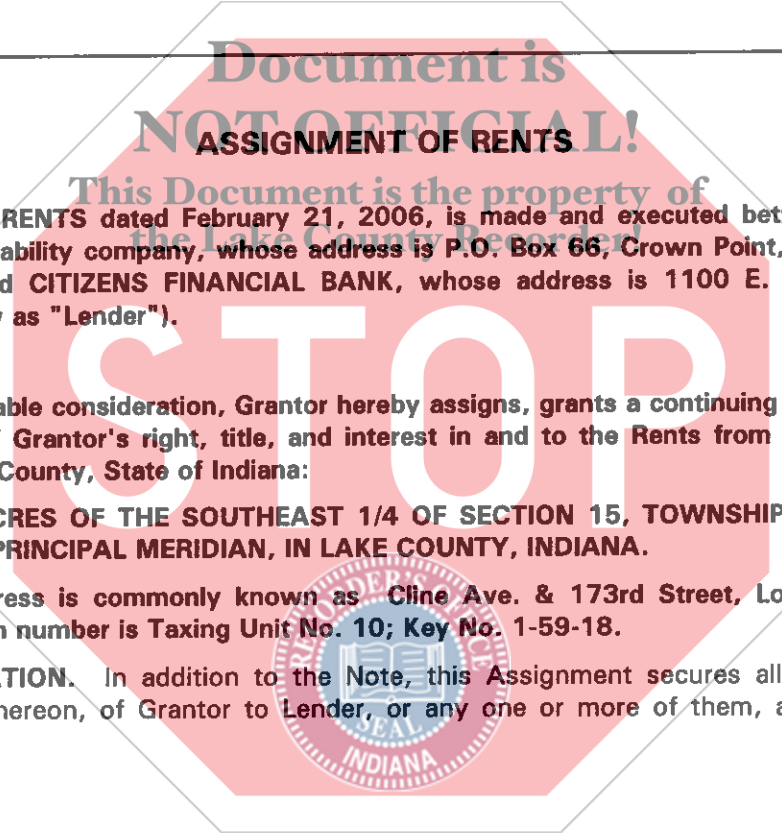 Document is
NOT OFFICIAL!
ASSIGNMENT OF RENTS
This Document is the property of
RENTS dated February 21, 2006, is made and executed bet
the Lake County Recorder!
ability company, whose address is P.O. Box 66, Crown Point,
d CITIZENS FINANCIAL BANK, whose address is 1100 E.
y as "Lender").
STOP
able consideration, Grantor hereby assigns, grants a continuing
Grantor's right, title, and interest in and to the Rents from
County, State of Indiana:
CRES OF THE SOUTHEAST 1/4 OF SECTION 15, TOWNSHIP
PRINCIPAL MERIDIAN, IN LAKE COUNTY, INDIANA.
ress is commonly known as Cline Ave. & 173rd Street, Lo
n number is Taxing Unit No. 10; Key No. 1-59-18.
ATION. In addition to the Note, this Assignment secures all
hereon, of Grantor to Lender, or any one or more of them, a
RECORDER'S OFFICE
SEAL
INDIANA